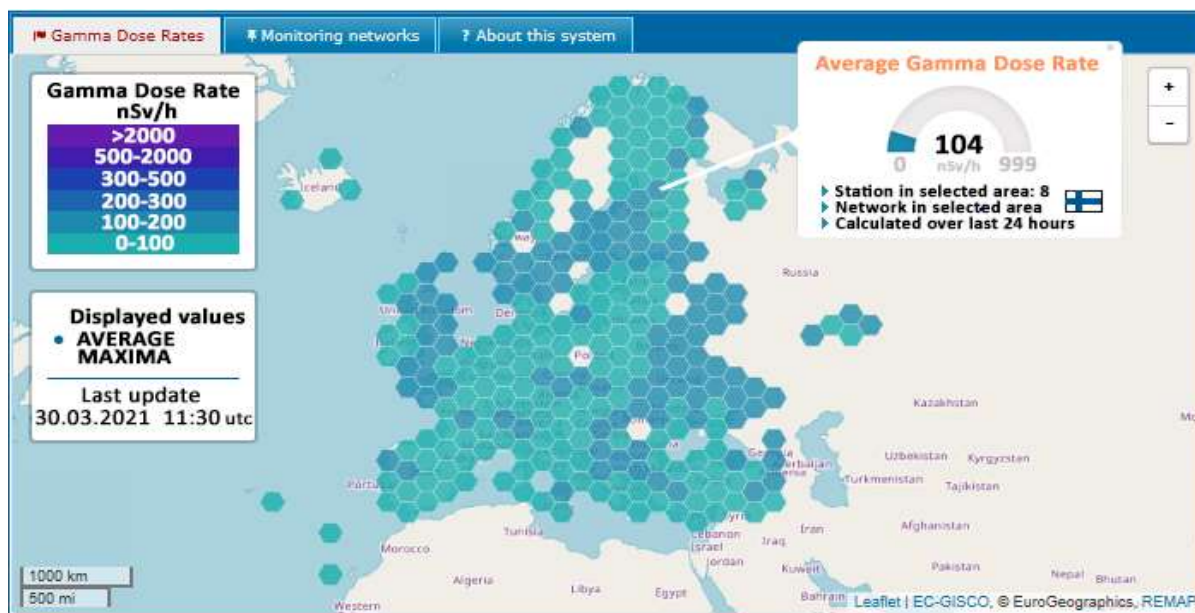 Gamma Dose Rates
Monitoring networks
? About this system
Gamma Dose Rate
nSv/h
>2000
500-2000
300-500
200-300
100-200
0-100
Displayed values
AVERAGE
MAXIMA
Last update
30.03.2021 11:30 utc
Average Gamma Dose Rate
104
0 nSv/h 999
Station in selected area: 8
Network in selected area
Calculated over last 24 hours
+
-
Iceland
Russia
Kazakhstan
Uzbekistan
Kyrgyzstan
Turkmenistan
Tajikistan
Tunisia
Lebanon
Israel
Jordan
Iraq
Iran
Afghanistan
Morocco
Algeria
Libya
Egypt
Kuwait
Bahrain
Pakistan
Nepal
Bhutan
Western
1000 km
500 mi
Leaflet | EC-GISCO, © EuroGeographics, REMAP